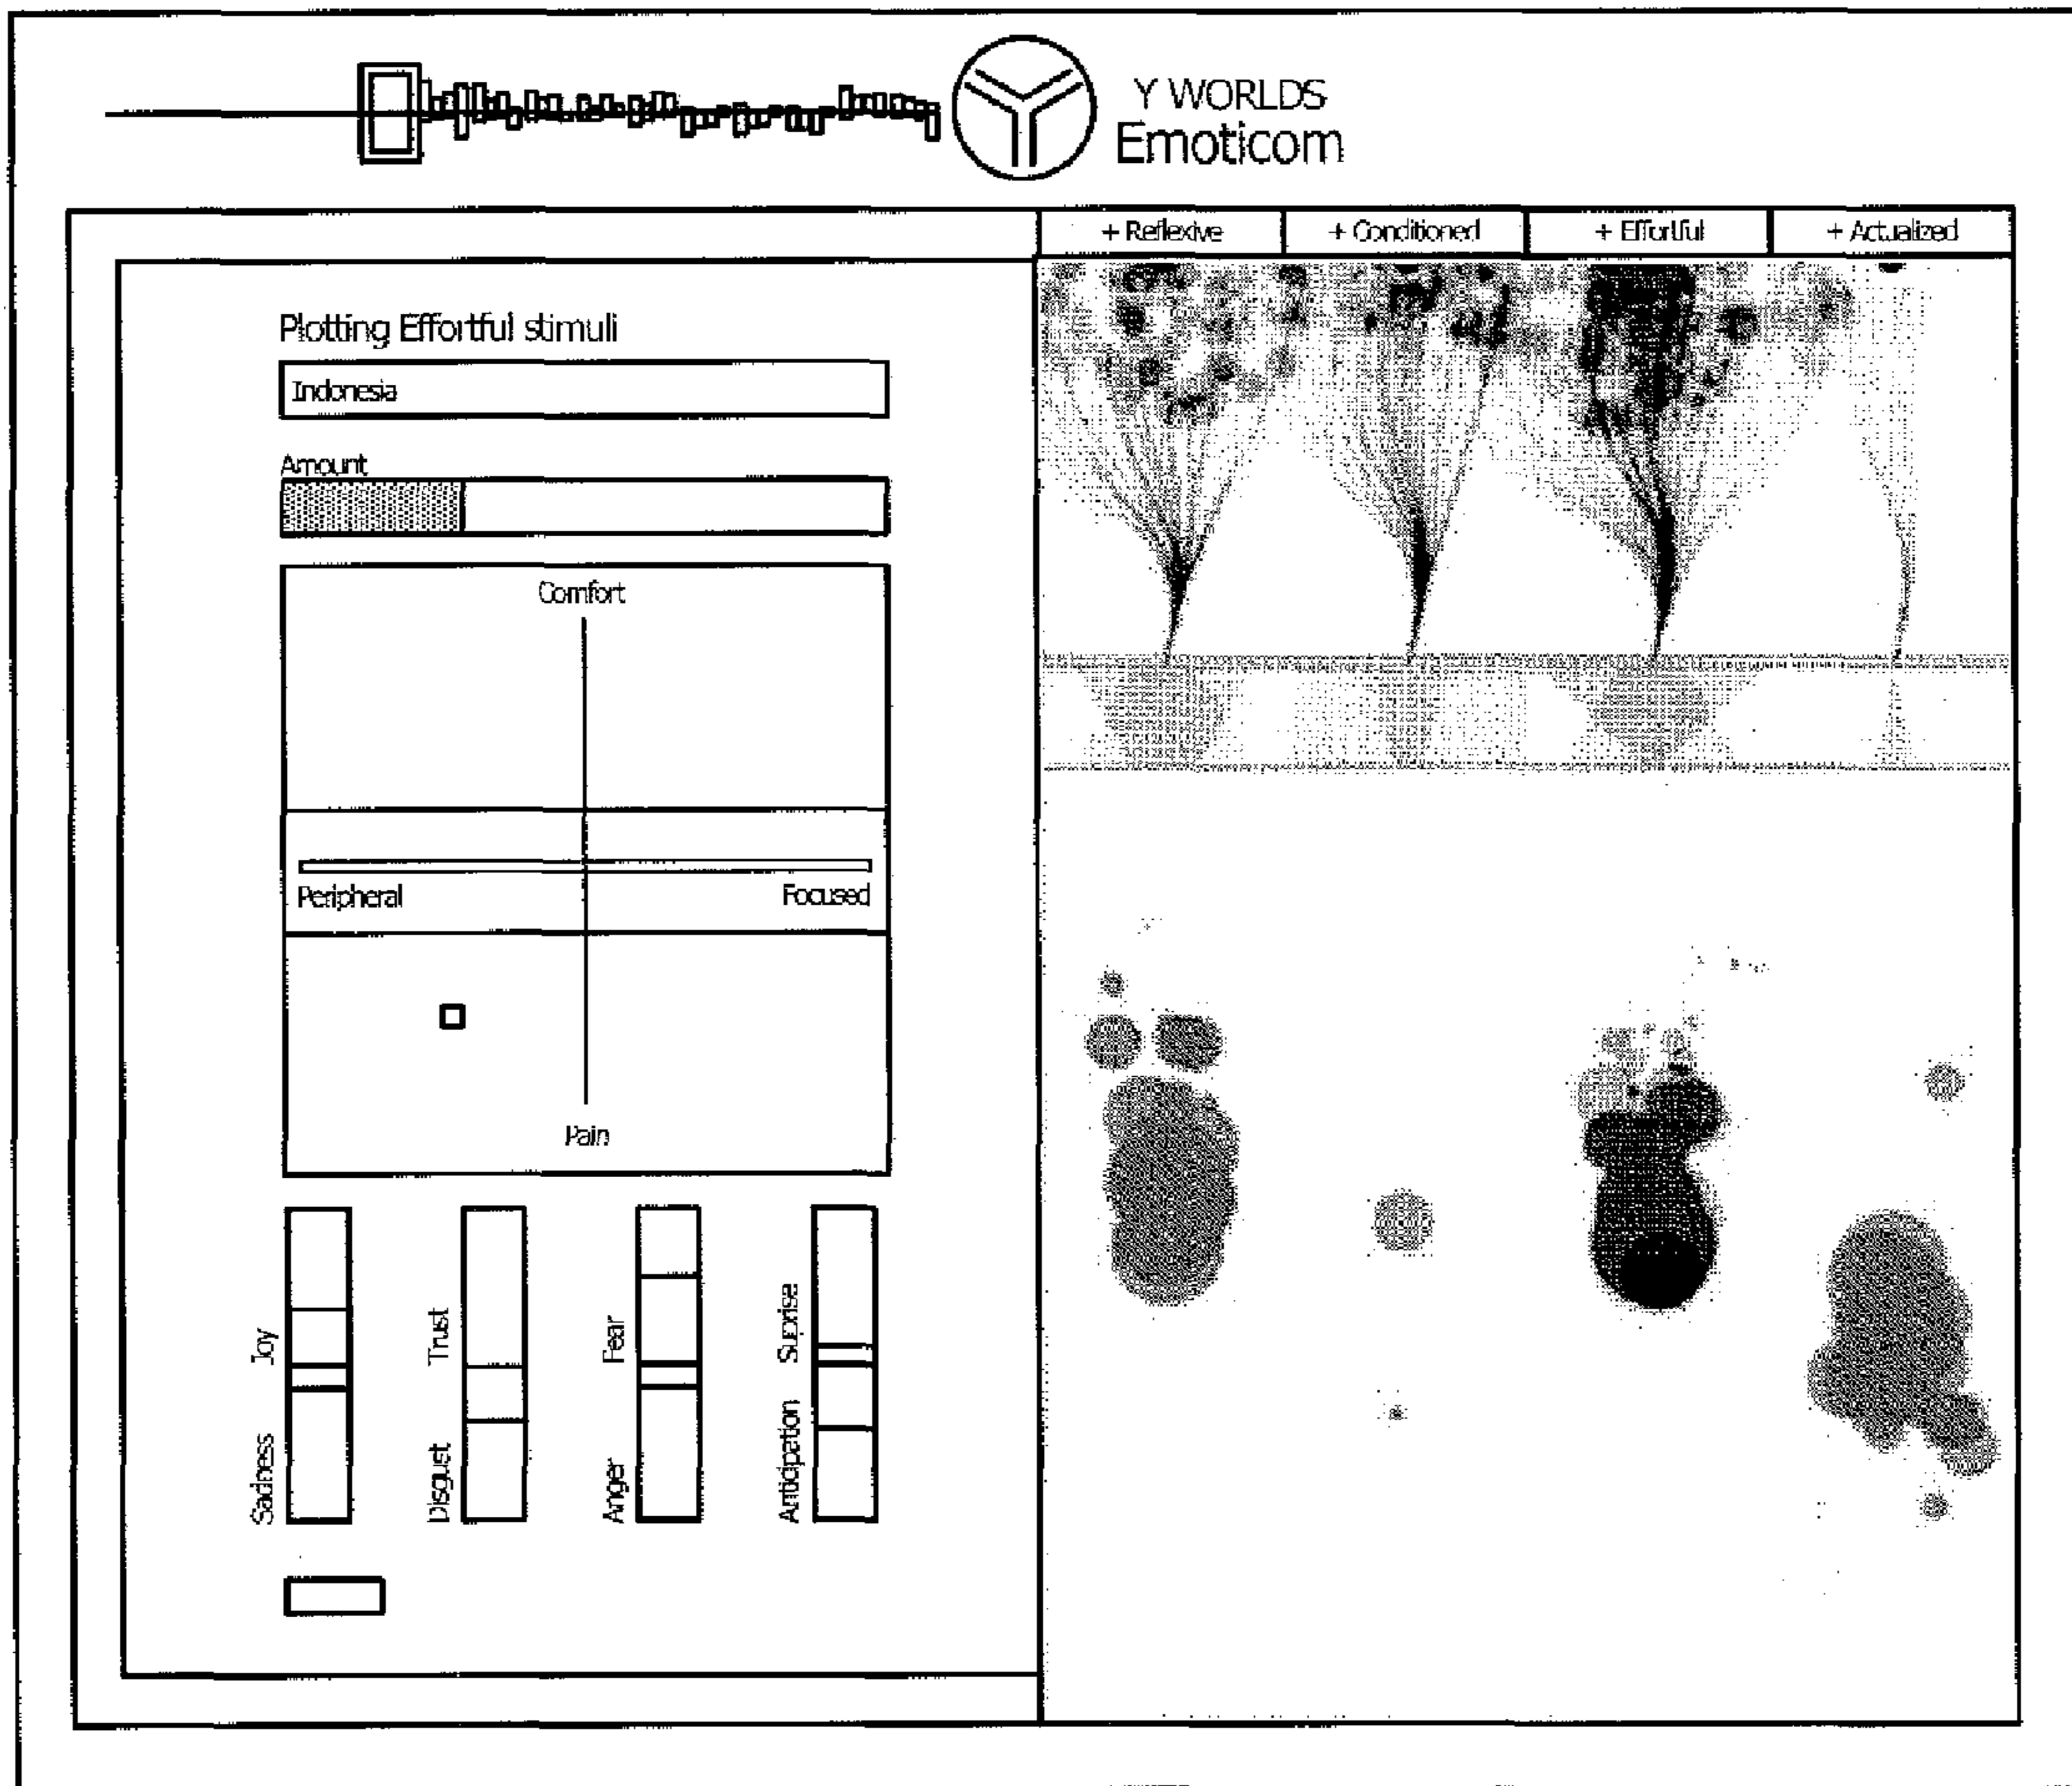 Y WORLDS
Emoticom
+ Reflexive
+ Conditioned
+ Effortful
+ Actualized
Plotting Effortful stimuli
Indonesia
Amount
Comfort
Peripheral
Focused
Pain
Sadness
Joy
Disgust
Trust
Anger
Fear
Anticipation
Suprise